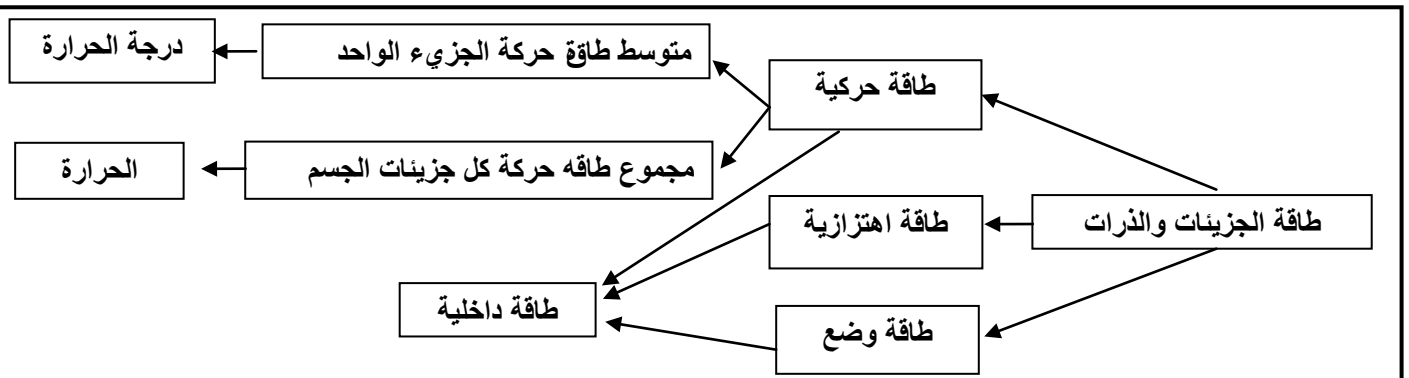 درجة الحرارة
متوسط طاقة حركة الجزيء الواحد
طاقة حركية
مجموع طاقه حركة كل جزيئات الجسم
الحرارة
طاقة اهتزازية
طاقة الجزيئات والذرات
طاقة داخلية
طاقة وضع